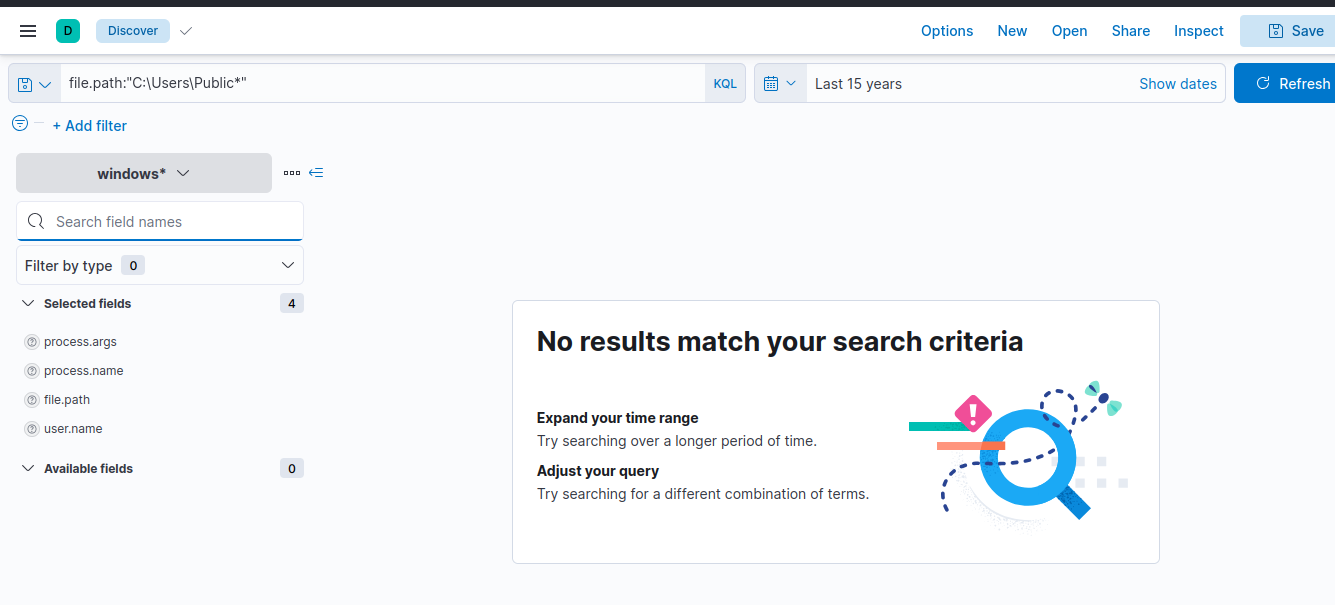 D Discover Options New Open Share Inspect Save
file.path:"C:\Users\Public*" KQL Last 15 years Show dates Refresh
+ Add filter
windows*
Search field names
Filter by type 0
Selected fields 4
process.args
process.name
file.path
user.name
Available fields 0
No results match your search criteria
Expand your time range
Try searching over a longer period of time.
Adjust your query
Try searching for a different combination of terms.